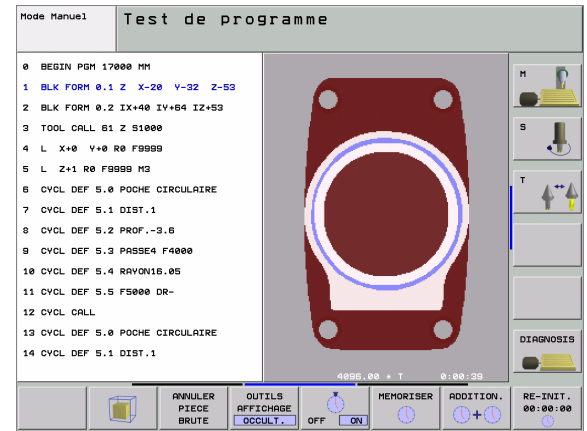 Mode Manuel
Test de programme
0 BEGIN PGM 17000 MM
1 BLK FORM 0.1 Z X-20 Y-32 Z-53
2 BLK FORM 0.2 IX+40 IY+64 IZ+53
3 TOOL CALL 61 Z S1000
4 L X+0 Y+0 R0 F9999
5 L Z+1 R0 F9999 M3
6 CYCL DEF 5.0 POCHE CIRCULAIRE
7 CYCL DEF 5.1 DIST.1
8 CYCL DEF 5.2 PROF.-3.6
9 CYCL DEF 5.3 PASSE4 F4000
10 CYCL DEF 5.4 RAYON16.05
11 CYCL DEF 5.5 F5000 DR-
12 CYCL CALL
13 CYCL DEF 5.0 POCHE CIRCULAIRE
14 CYCL DEF 5.1 DIST.1
4096.00 * T 0:00:39
M
S
T
DIAGNOSIS
ANNULER
PIECE
BRUTE
OUTILS
AFFICHAGE
OCCULT.
OFF ON
MEMORISER
ADDITION.
RE-INIT.
00:00:00